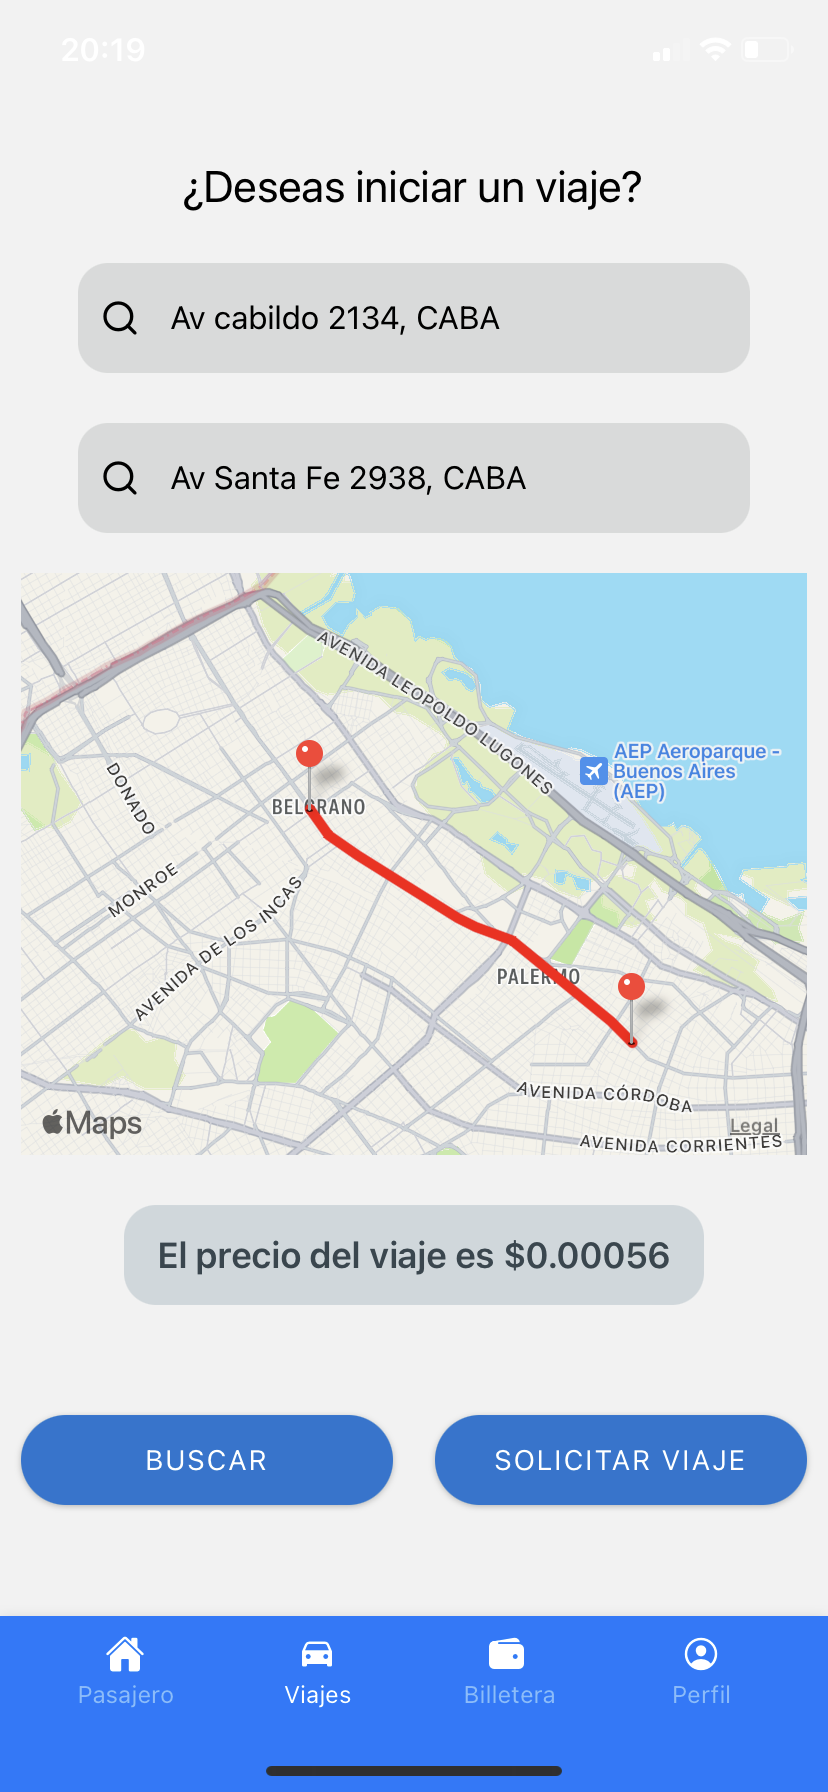 20:19
¿Deseas iniciar un viaje?
Av cabildo 2134, CABA
Av Santa Fe 2938, CABA
AVENIDA LEOPOLDO LUGONES
AEP Aeroparque -
Buenos Aires
(AEP)
DONADO
BELGRANO
MONROE
AVENIDA DE LOS INCAS
PALERMO
AVENIDA CÓRDOBA
Maps
Legal
AVENIDA CORRIENTES
El precio del viaje es $0.00056
BUSCAR
SOLICITAR VIAJE
Pasajero
Viajes
Billetera
Perfil